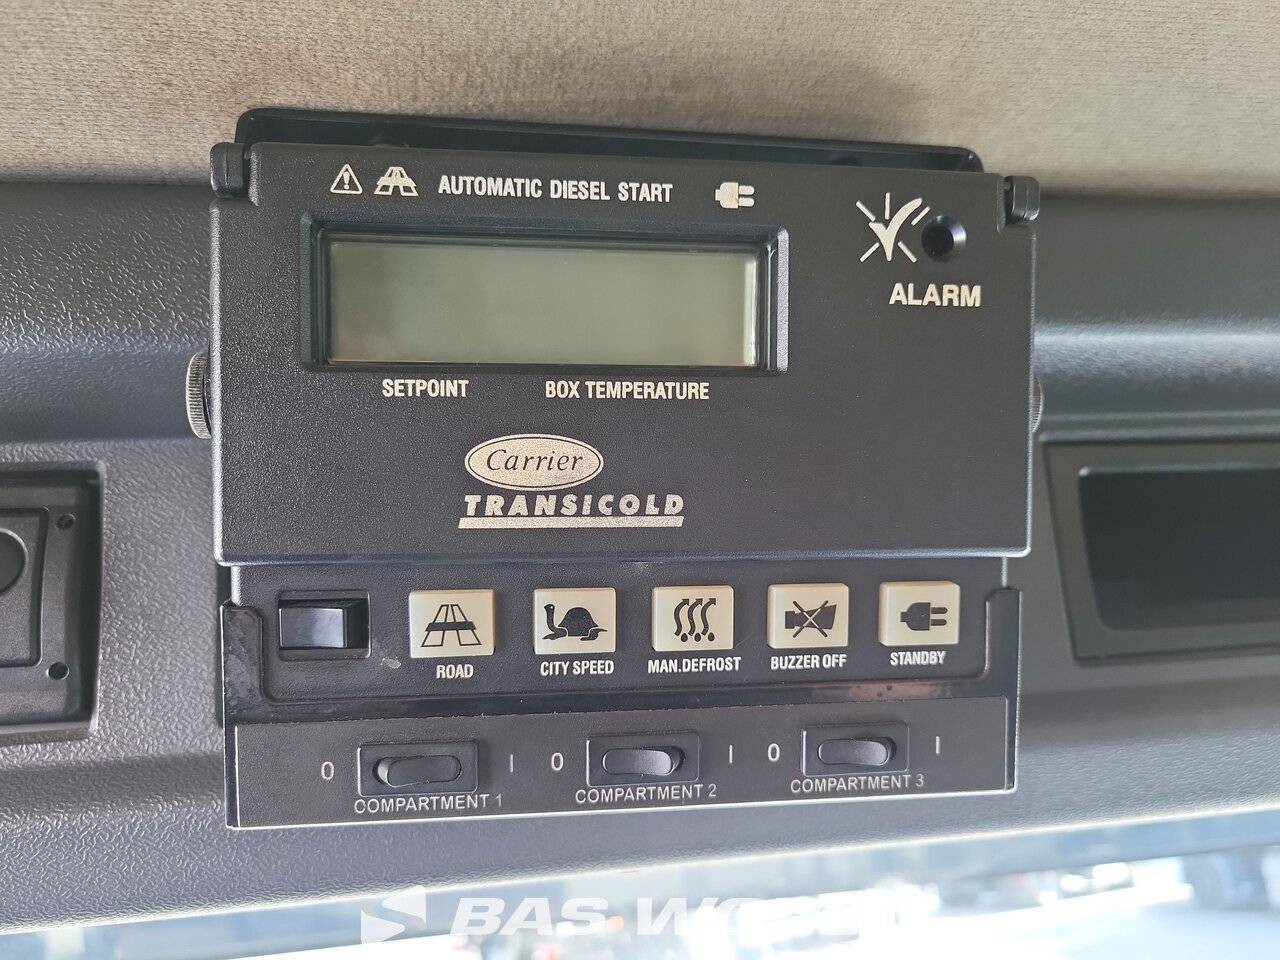 AUTOMATIC DIESEL START
ALARM
SETPOINT BOX TEMPERATURE
Carrier
TRANSICOLD
ROAD CITY SPEED MAN.DEFROST BUZZER OFF STANDBY
0 I 0 I 0 I
COMPARTMENT 1 COMPARTMENT 2 COMPARTMENT 3
BAS